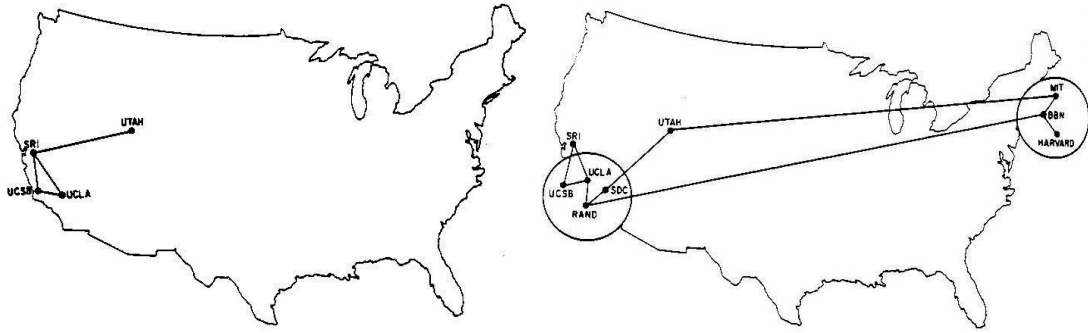 UTAH
SRI
UCSB
UCLA
MIT
BBN
HARVARD
UTAH
SRI
UCLA
UCSB
SDC
RAND